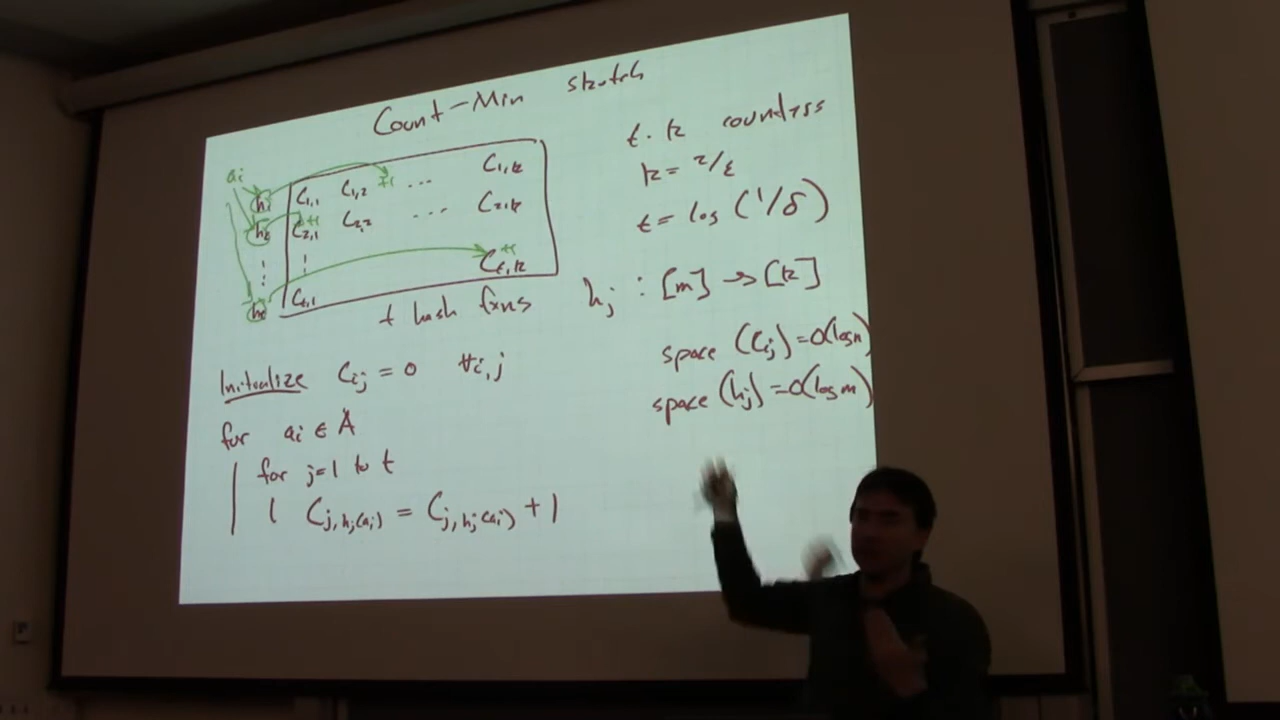 Count-Min Sketch
ai
h1 C1,1 C1,2 +1 ... C1,k
h2 C2,1 +1 C2,2 ... C2,k
⋮ ⋮ +1
ht Ct,1 Ct,k
t hash fxns
t · k counters
k = 2/ε
t = log (1/δ)
hj : [m] → [k]
space (Cij) = O(log n)
space (hj) = O(log m)
Initialize Cij = 0 ∀i,j
for ai ∈ A
for j=1 to t
Cj,hj(ai) = Cj,hj(ai) + 1